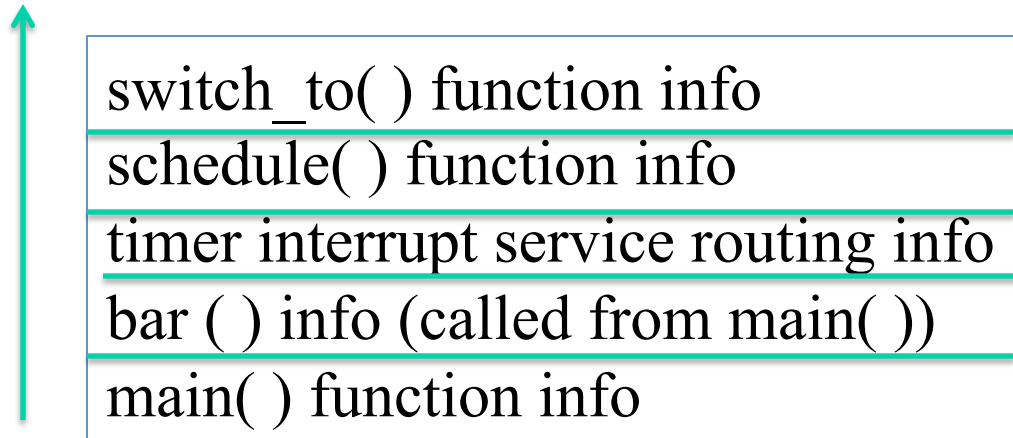 switch_to( ) function info
schedule( ) function info
timer interrupt service routing info
bar ( ) info (called from main( ))
main( ) function info